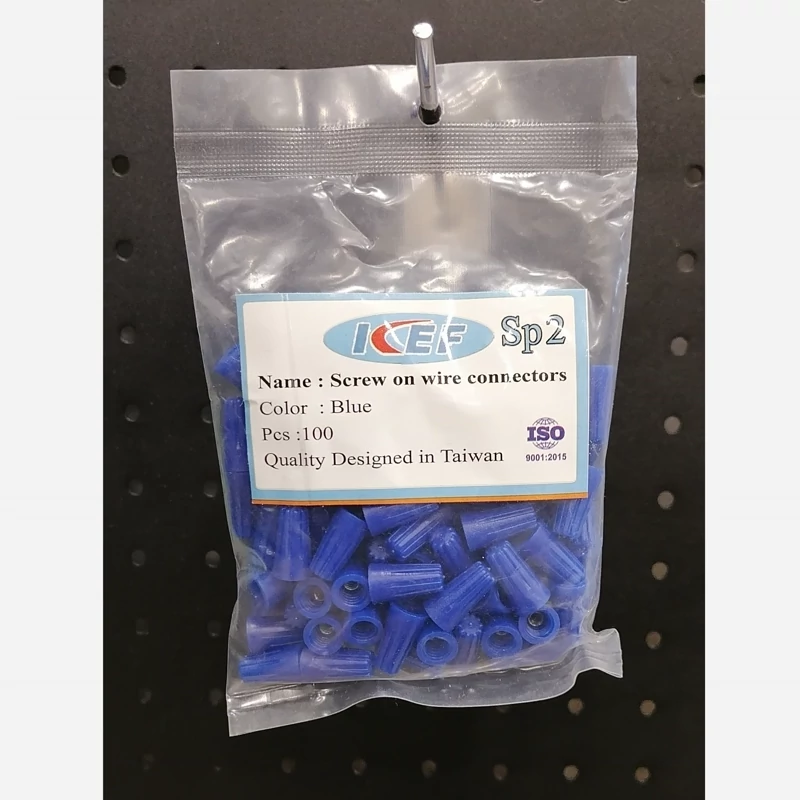 ICEF Sp2
Name : Screw on wire connectors
Color : Blue
Pcs :100
Quality Designed in Taiwan
ISO
9001:2015